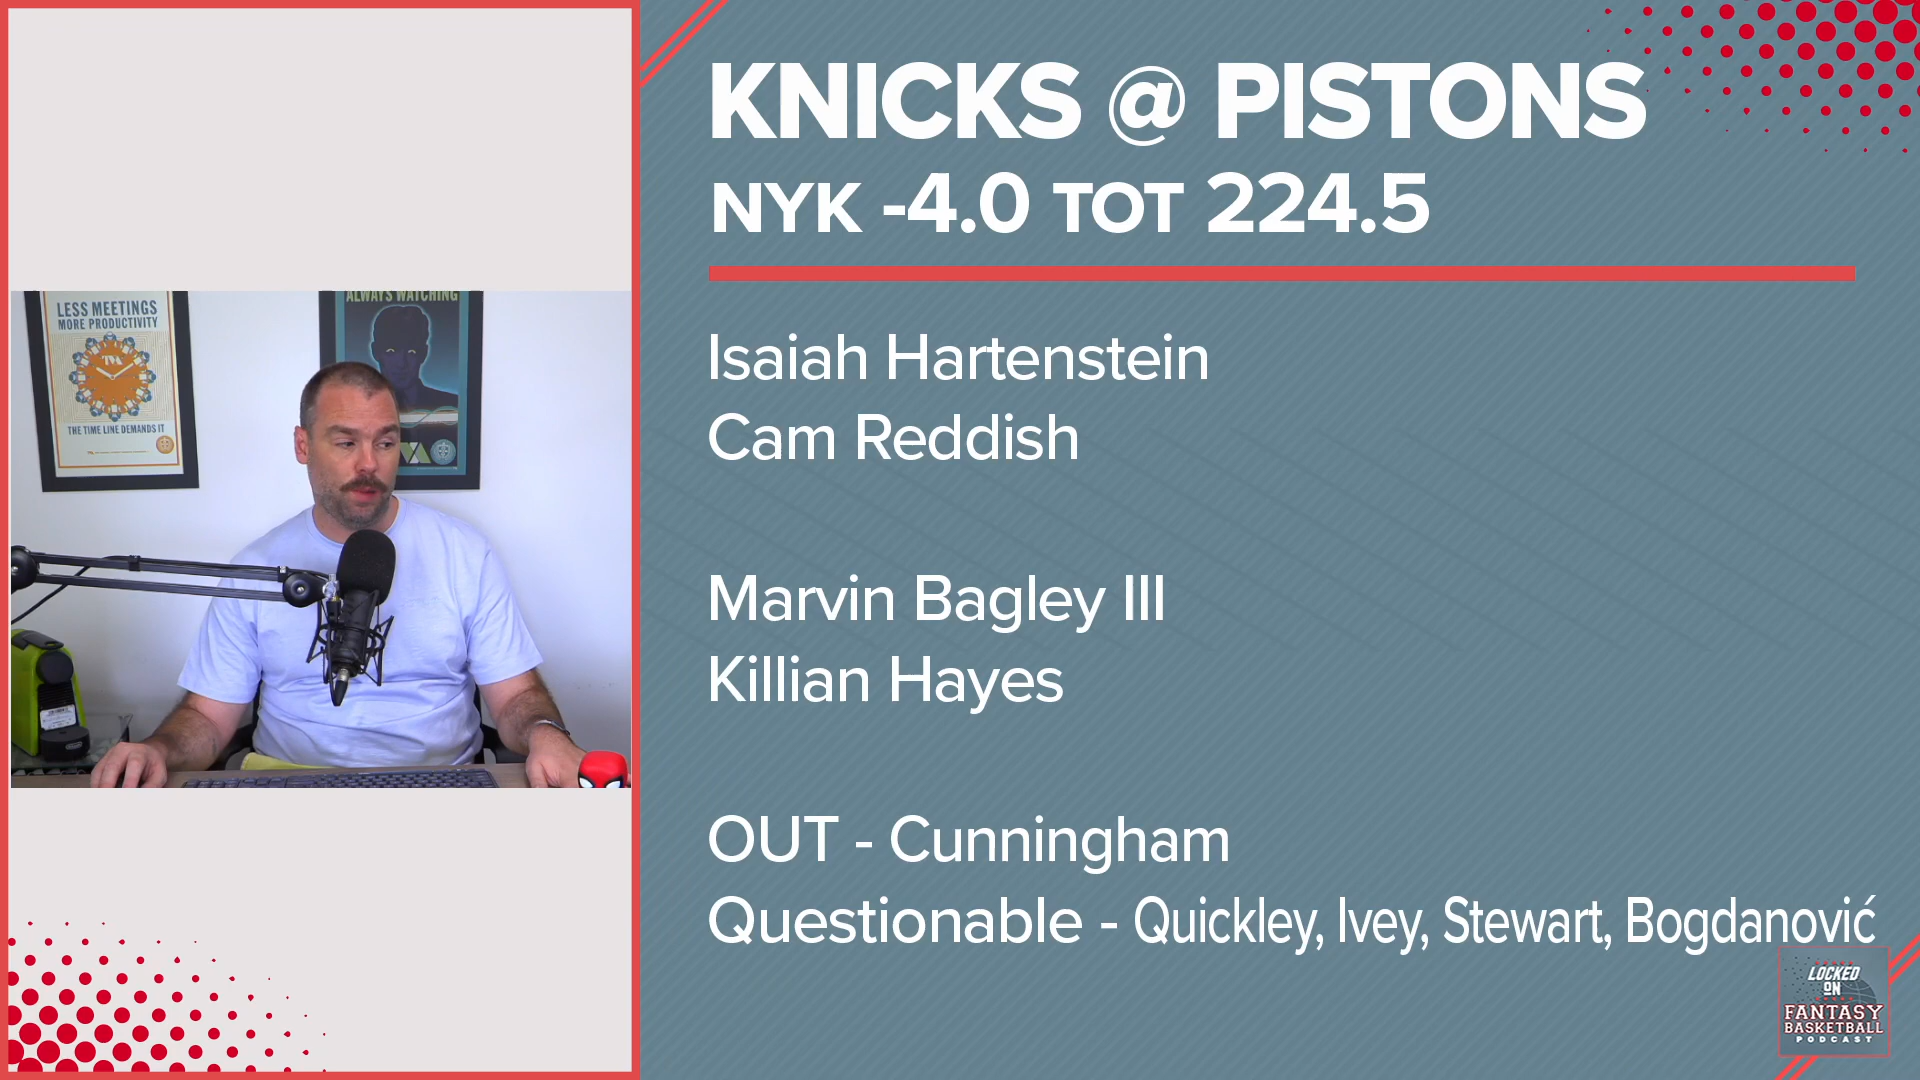 KNICKS @ PISTONS
NYK -4.0 TOT 224.5
Isaiah Hartenstein
Cam Reddish
Marvin Bagley III
Killian Hayes
OUT - Cunningham
Questionable - Quickley, Ivey, Stewart, Bogdanović
LESS MEETINGS
MORE PRODUCTIVITY
TVA
THE TIME LINE DEMANDS IT
ALWAYS WATCHING
LOCKED
ON
FANTASY
BASKETBALL
PODCAST